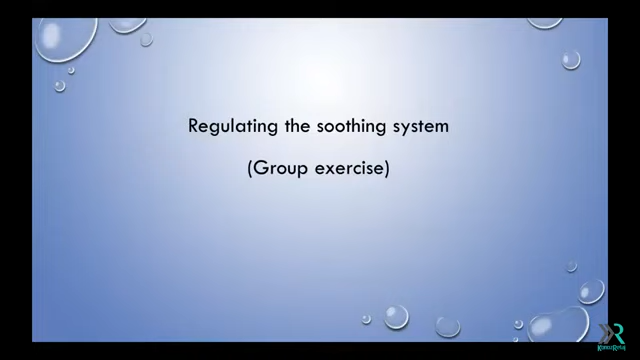 Regulating the soothing system
(Group exercise)